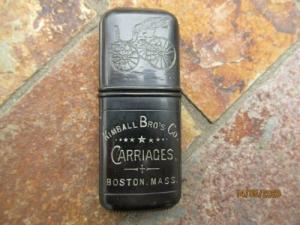 KIMBALL BRO'S CO.
CARRIAGES
BOSTON. MASS.